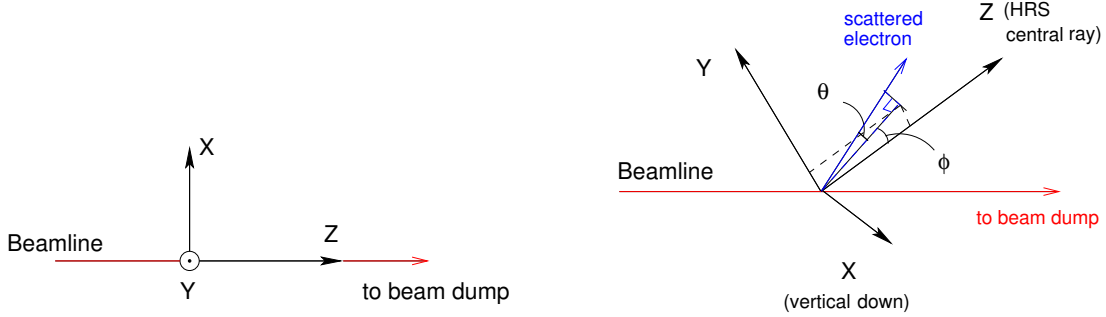 X
Beamline
Z
Y
to beam dump
scattered
electron
Z (HRS
central ray)
Y
θ
ϕ
Beamline
to beam dump
X
(vertical down)